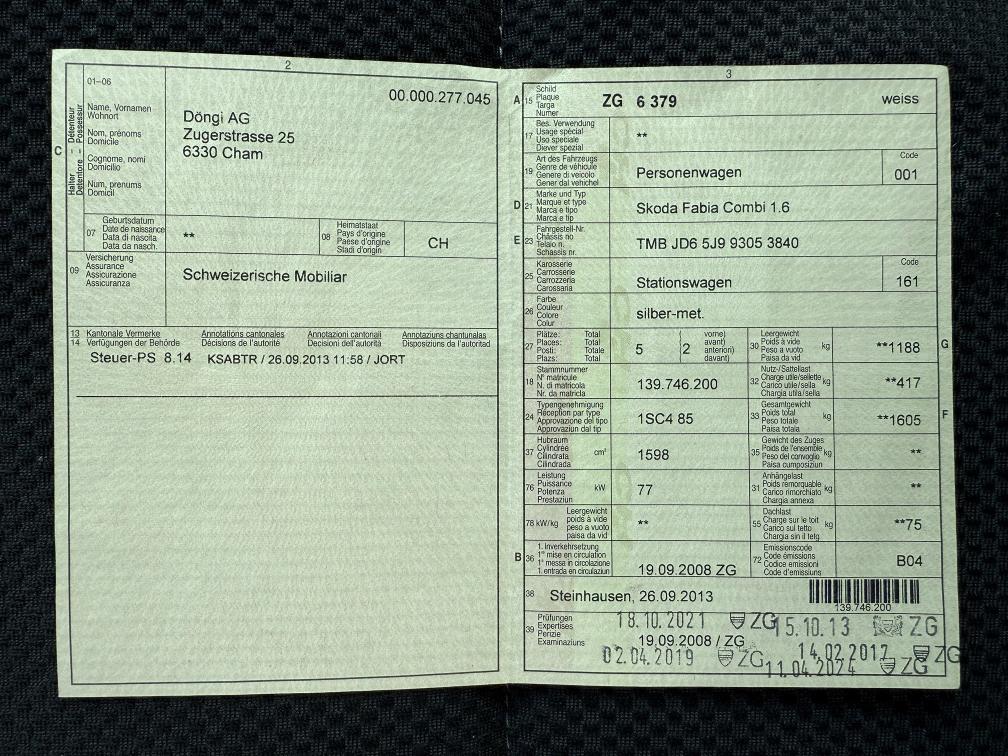 2
01–06
00.000.277.045
C
Halter - Détenteur
Detentore - Possessur
Name, Vornamen
Wohnort
Nom, prénoms
Domicile
Cognome, nomi
Domicilio
Num, prenums
Domicil
Döngi AG
Zugerstrasse 25
6330 Cham
07
Geburtsdatum
Date de naissance
Data di nascita
Data da nasch.
**
08
Heimatstaat
Pays d'origine
Paese d'origine
Stadi d'origin
CH
09
Versicherung
Assurance
Assicurazione
Assicuranza
Schweizerische Mobiliar
13 Kantonale Vermerke Annotations cantonales Annotazioni cantonali Annotaziuns chantunalas
14 Verfügungen der Behörde Décisions de l'autorité Decisioni dell'autorità Disposiziuns da l'autoritad
Steuer-PS 8.14 KSABTR / 26.09.2013 11:58 / JORT
3
A 15
Schild
Plaque
Targa
Numer
ZG 6 379 weiss
17
Bes. Verwendung
Usage spécial
Uso speciale
Diever spezial
**
19
Art des Fahrzeugs
Genre de véhicule
Genere di veicolo
Gener dal vehichel
Personenwagen
Code
001
D 21
Marke und Typ
Marque et type
Marca e tipo
Marca e tip
Skoda Fabia Combi 1.6
E 23
Fahrgestell-Nr.
Châssis no
Telaio n.
Schassis nr.
TMB JD6 5J9 9305 3840
25
Karosserie
Carrosserie
Carrozzeria
Carossaria
Stationswagen
Code
161
26
Farbe
Couleur
Colore
Colur
silber-met.
27
Plätze: Total
Places: Total
Posti: Totale
Plazs: Total
5
2
vorne)
avant)
anteriori)
davant)
30
Leergewicht
Poids à vide
Peso a vuoto
Paisa da vid
kg
**1188
G
18
Stammnummer
N° matricule
N. di matricola
Nr. da matricla
139.746.200
32
Nutz-/Sattellast
Charge utile/sellette
Carico utile/sella
Chargia utila/sella
kg
**417
24
Typengenehmigung
Réception par type
Approvazione del tipo
Approvaziun dal tip
1SC4 85
33
Gesamtgewicht
Poids total
Peso totale
Paisa totala
kg
**1605
F
37
Hubraum
Cylindrée
Cilindrata
Cilindrada
cm³
1598
35
Gewicht des Zuges
Poids de l'ensemble
Peso del convoglio
Paisa cumposiziun
kg
**
76
Leistung
Puissance
Potenza
Prestaziun
kW
77
31
Anhängelast
Poids remorquable
Carico rimorchiato
Chargia annexa
kg
**
78 kW/kg
Leergewicht
poids à vide
peso a vuoto
paisa da vid
**
55
Dachlast
Charge sur le toit
Carico sul tetto
Chargia sin il tetg
kg
**75
B 36
1. Inverkehrsetzung
1re mise en circulation
1a messa in circolazione
1. entrada en circulaziun
19.09.2008 ZG
72
Emissionscode
Code émissions
Codice emissioni
Code d'emissiuns
B04
38
Steinhausen, 26.09.2013
139.746.200
39
Prüfungen
Expertises
Perizie
Examinaziuns
18.10.2021 ZG
15.10.13 ZG
19.09.2008 / ZG
02.04.2019 ZG
14.02.2017 ZG
11.04.2024 ZG